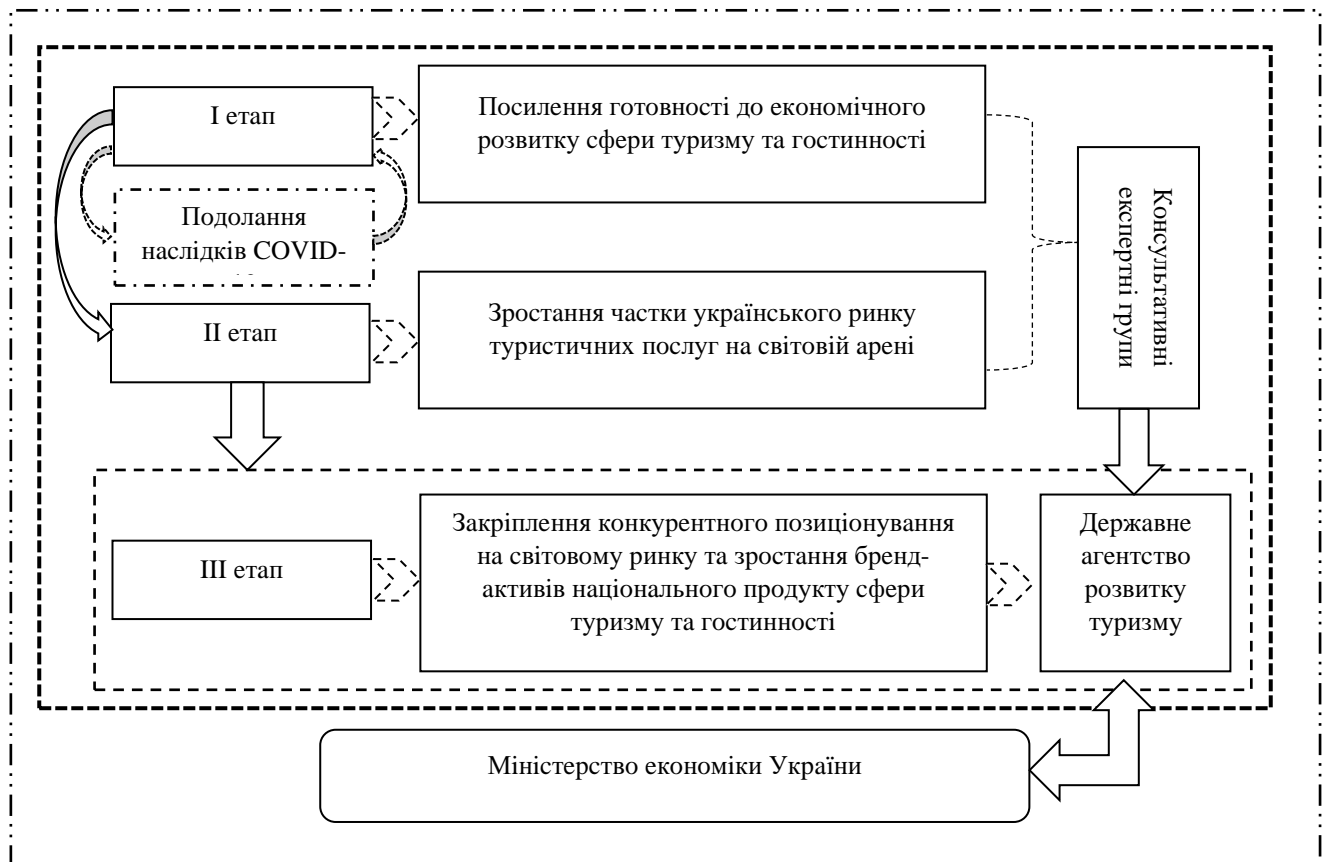 І етап
Посилення готовності до економічного
розвитку сфери туризму та гостинності
Подолання
наслідків COVID-
Консультативні
експертні групи
ІІ етап
Зростання частки українського ринку
туристичних послуг на світовій арені
ІІІ етап
Закріплення конкурентного позиціонування
на світовому ринку та зростання бренд-
активів національного продукту сфери
туризму та гостинності
Державне
агентство
розвитку
туризму
Міністерство економіки України